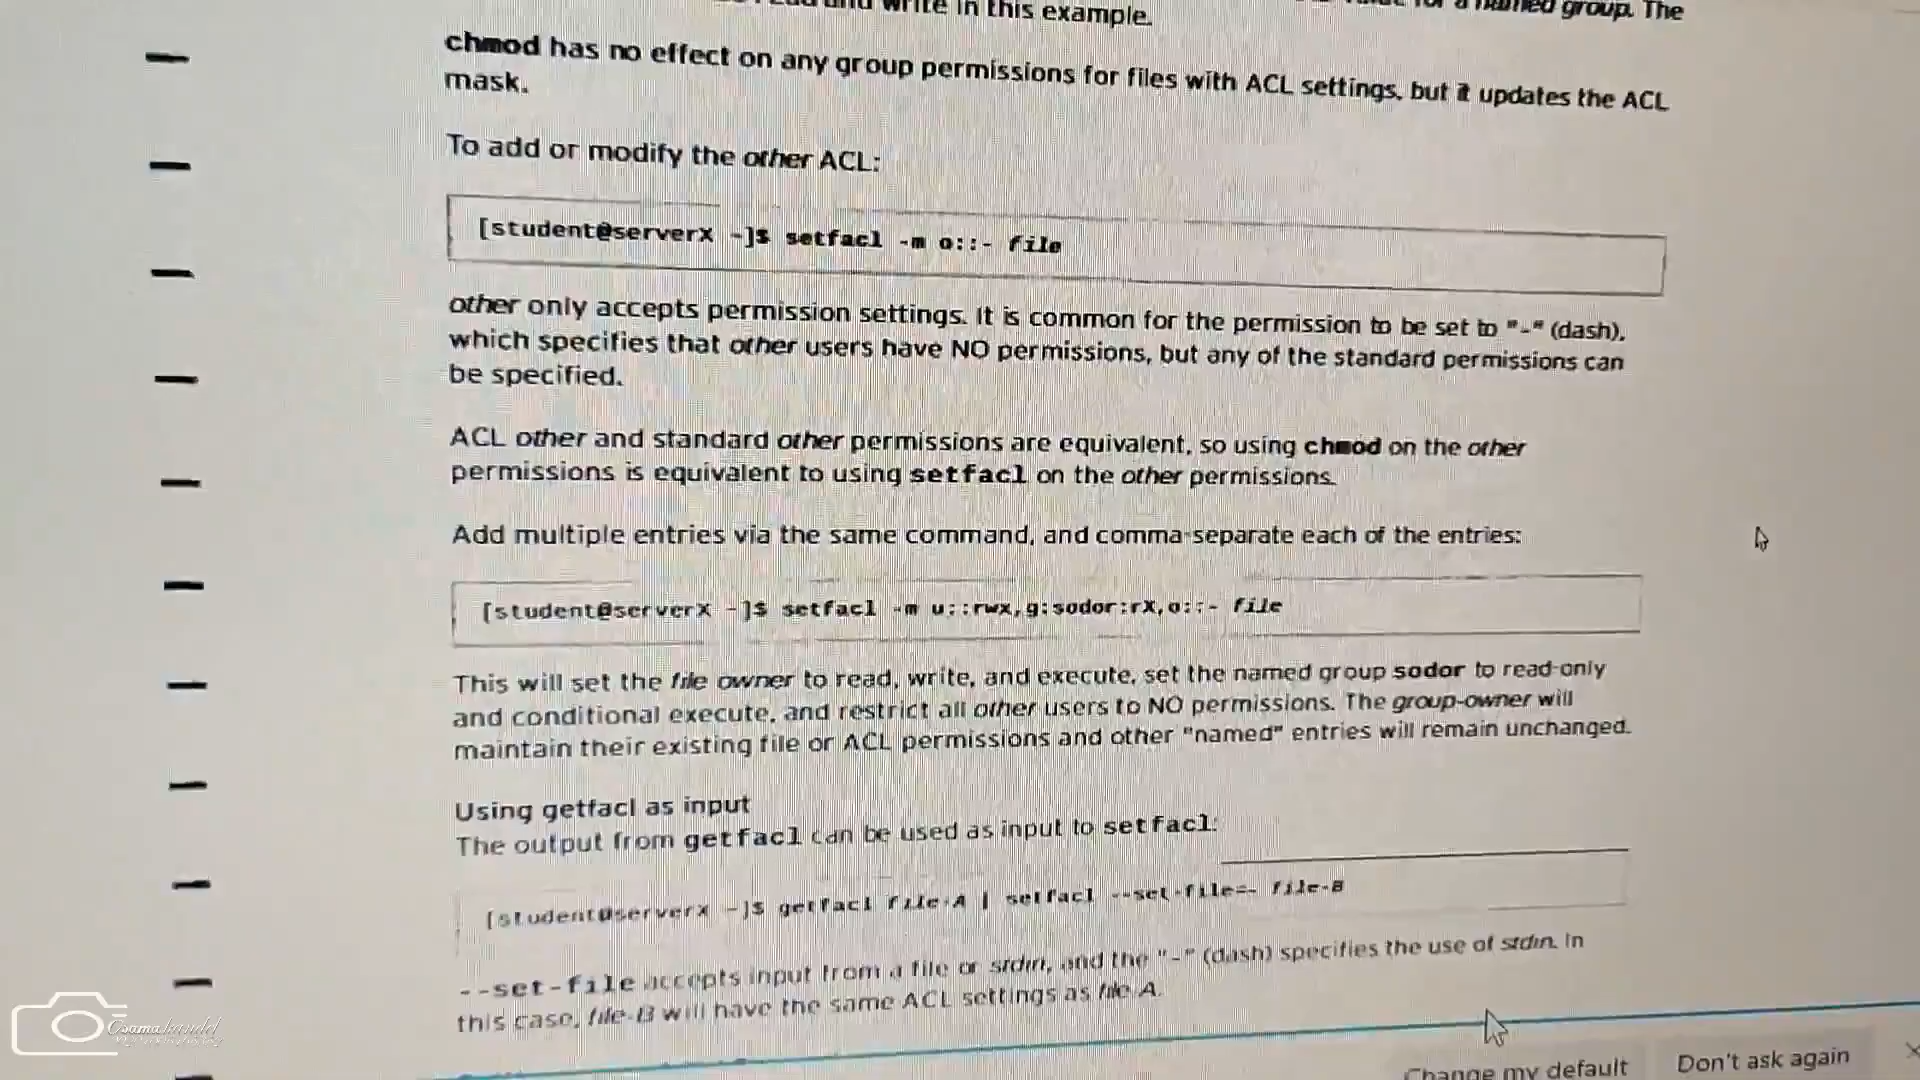 and write in this example.
for a named group. The
chmod has no effect on any group permissions for files with ACL settings, but it updates the ACL
mask.
To add or modify the other ACL:
[student@serverX ~]$ setfacl -m o::- file
other only accepts permission settings. It is common for the permission to be set to "-" (dash),
which specifies that other users have NO permissions, but any of the standard permissions can
be specified.
ACL other and standard other permissions are equivalent, so using chmod on the other
permissions is equivalent to using setfacl on the other permissions.
Add multiple entries via the same command, and comma-separate each of the entries:
[student@serverX ~]$ setfacl -m u::rwx,g:sodor:rX,o::- file
This will set the file owner to read, write, and execute, set the named group sodor to read-only
and conditional execute, and restrict all other users to NO permissions. The group-owner will
maintain their existing file or ACL permissions and other "named" entries will remain unchanged.
Using getfacl as input
The output from getfacl can be used as input to setfacl:
[student@serverX ~]$ getfacl file-A | setfacl --set-file=- file-B
--set-file accepts input from a file or stdin, and the "-" (dash) specifies the use of stdin. In
this case, file-B will have the same ACL settings as file-A.
Change my default
Don't ask again
Osama